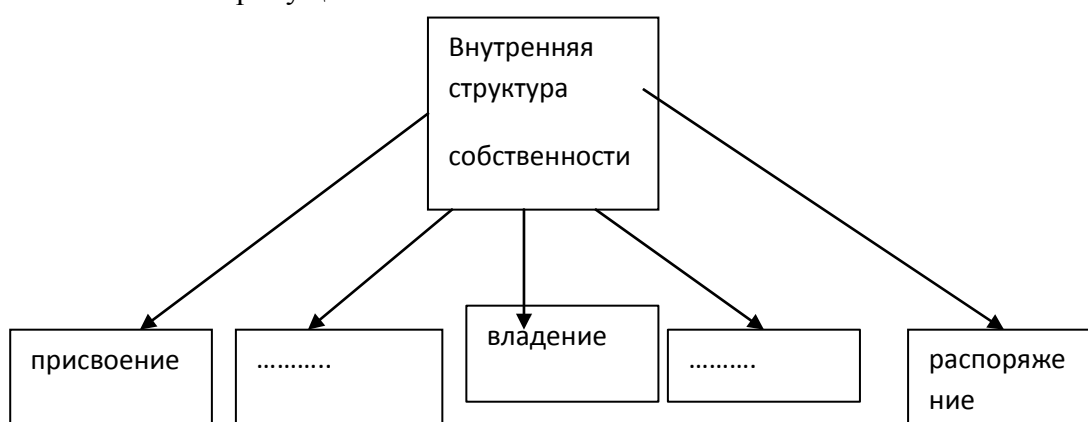 Внутренняя
структура
собственности
присвоение
………..
владение
……….
распоряже
ние